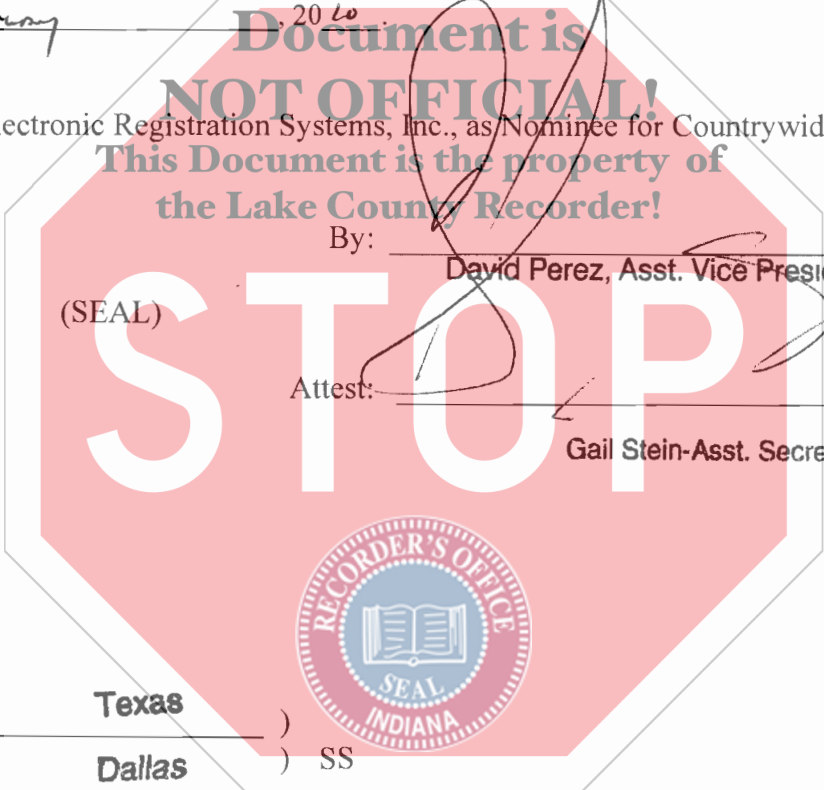 , 20 10 .
Document is
NOT OFFICIAL!
lectronic Registration Systems, Inc., as Nominee for Countrywid
This Document is the property of
the Lake County Recorder!
By:
David Perez, Asst. Vice Presi
(SEAL)
STOP
Attest:
Gail Stein-Asst. Secre
RECORDER'S OFFICE
SEAL
INDIANA
Texas )
Dallas ) SS